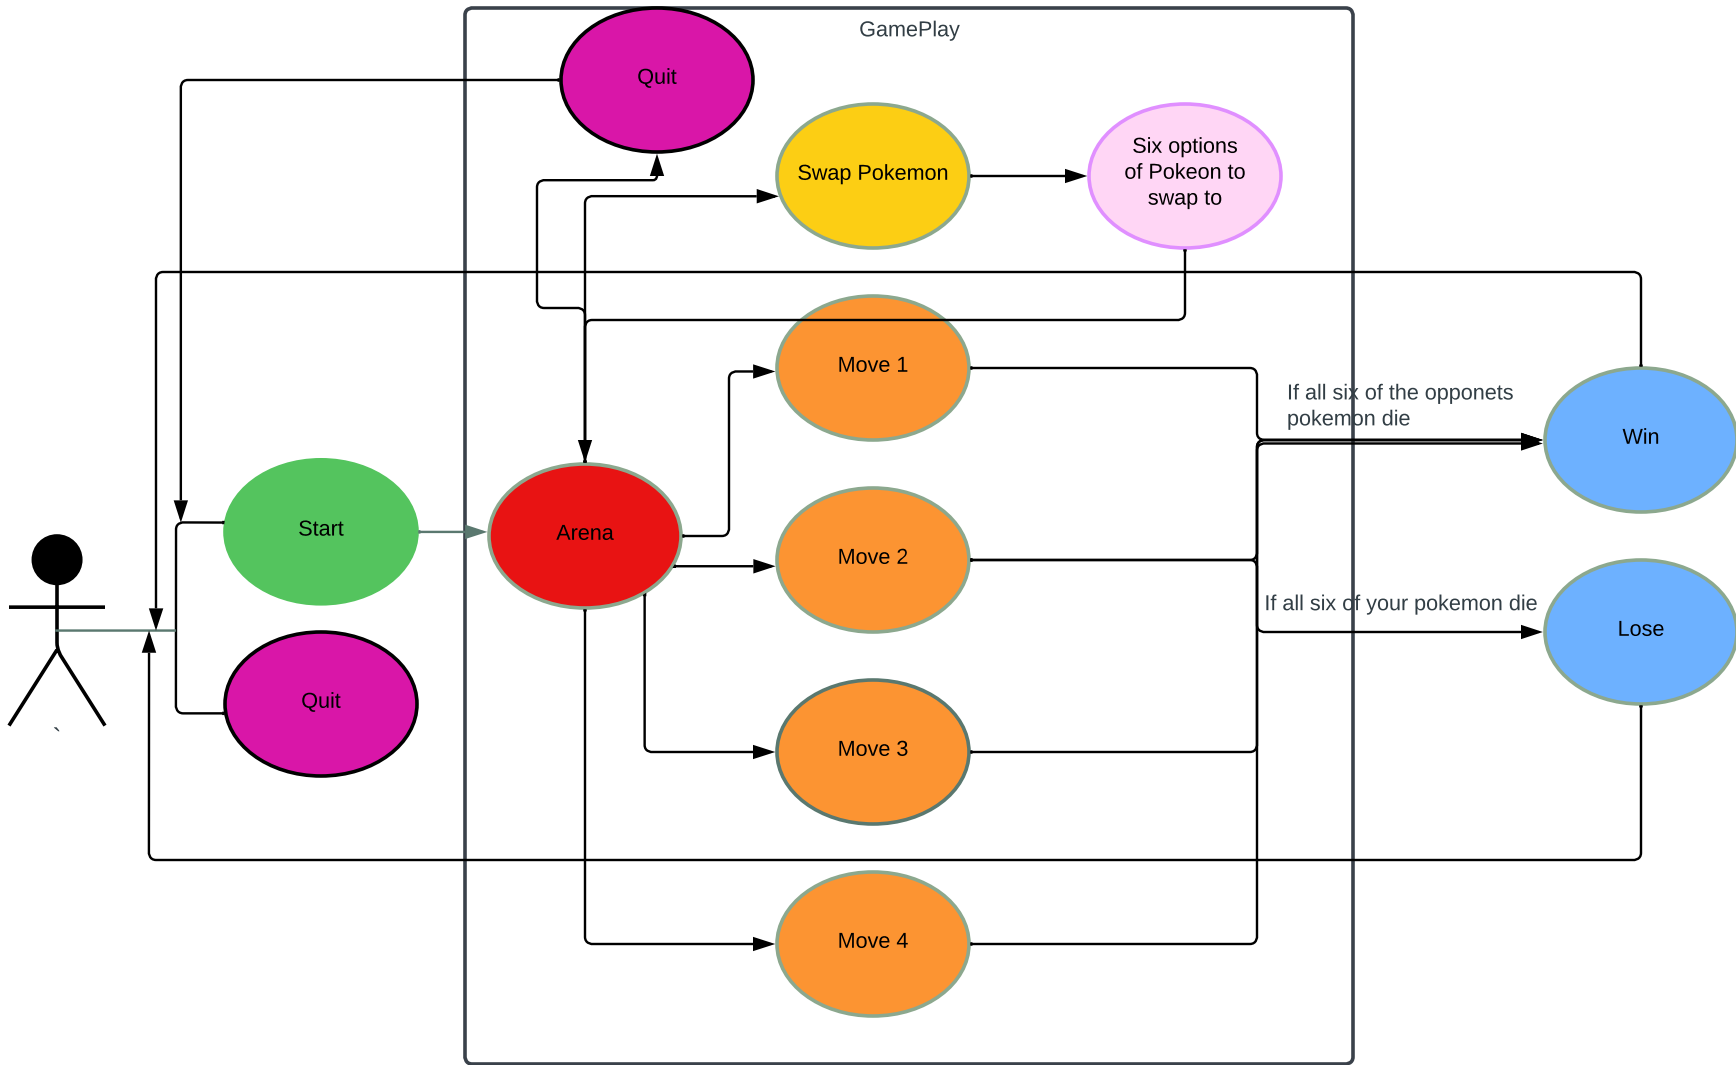 GamePlay
Quit
Swap Pokemon
Six options
of Pokeon to
swap to
Move 1
If all six of the opponets
pokemon die
Win
Start
Arena
Move 2
If all six of your pokemon die
Lose
Quit
`
Move 3
Move 4